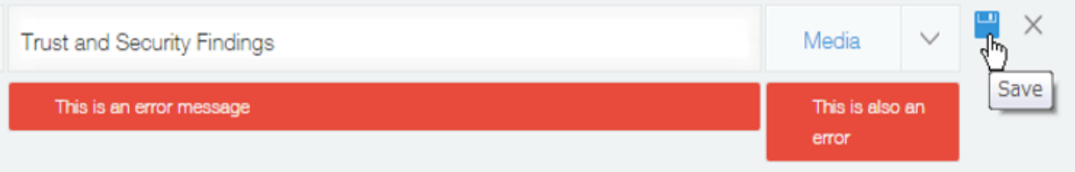 Trust and Security Findings
Media
Save
This is an error message
This is also an
error